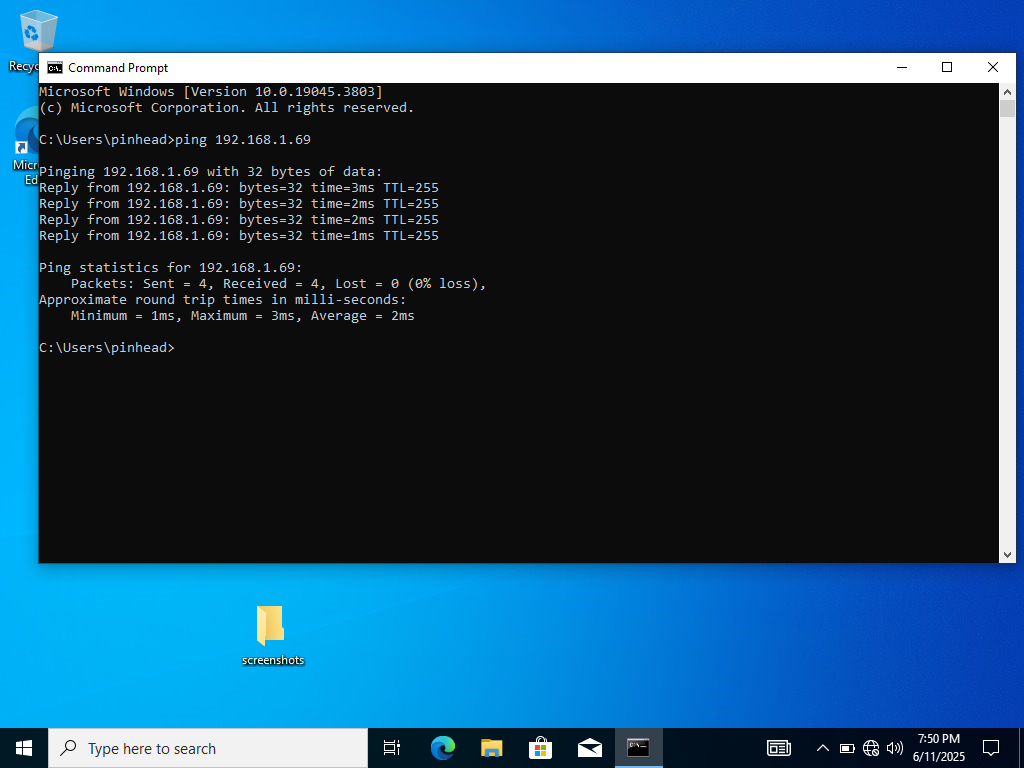 Recyc
Command Prompt
Microsoft Windows [Version 10.0.19045.3803]
(c) Microsoft Corporation. All rights reserved.
C:\Users\pinhead>ping 192.168.1.69
Pinging 192.168.1.69 with 32 bytes of data:
Reply from 192.168.1.69: bytes=32 time=3ms TTL=255
Reply from 192.168.1.69: bytes=32 time=2ms TTL=255
Reply from 192.168.1.69: bytes=32 time=2ms TTL=255
Reply from 192.168.1.69: bytes=32 time=1ms TTL=255
Ping statistics for 192.168.1.69:
Packets: Sent = 4, Received = 4, Lost = 0 (0% loss),
Approximate round trip times in milli-seconds:
Minimum = 1ms, Maximum = 3ms, Average = 2ms
C:\Users\pinhead>
Micr
Ed
screenshots
Type here to search
7:50 PM
6/11/2025